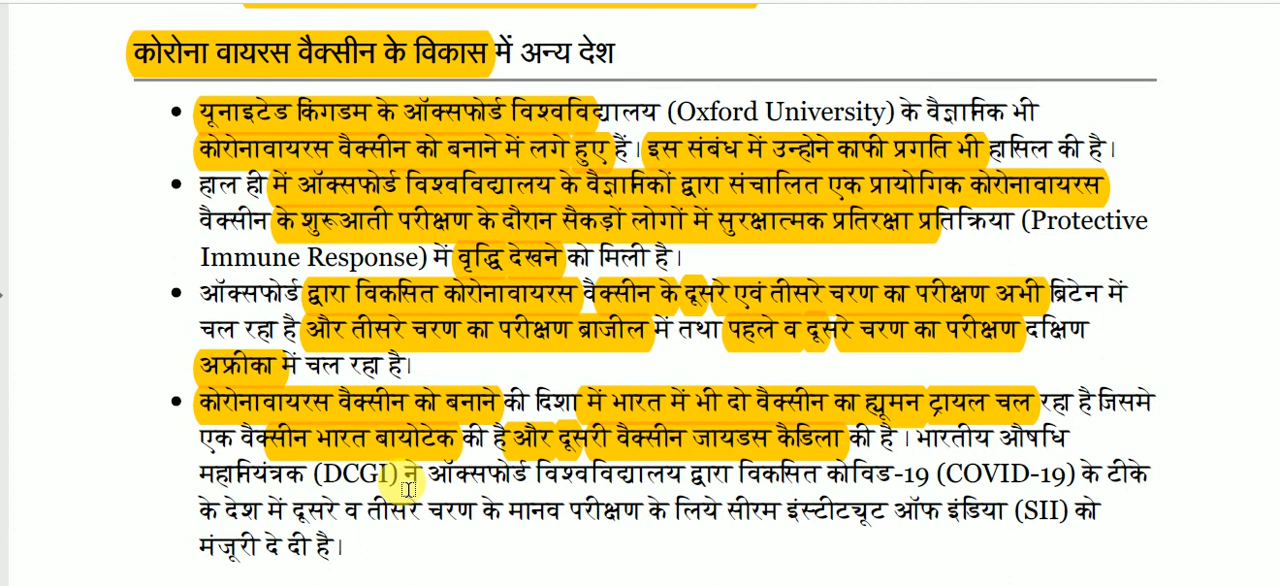 कोरोना वायरस वैक्सीन के विकास में अन्य देश
• यूनाइटेड किंगडम के ऑक्सफोर्ड विश्वविद्यालय (Oxford University) के वैज्ञानिक भी
कोरोनावायरस वैक्सीन को बनाने में लगे हुए हैं। इस संबंध में उन्होने काफी प्रगति भी हासिल की है।
• हाल ही में ऑक्सफोर्ड विश्वविद्यालय के वैज्ञानिकों द्वारा संचालित एक प्रायोगिक कोरोनावायरस
वैक्सीन के शुरूआती परीक्षण के दौरान सैकड़ों लोगों में सुरक्षात्मक प्रतिरक्षा प्रतिक्रिया (Protective
Immune Response) में वृद्धि देखने को मिली है।
• ऑक्सफोर्ड द्वारा विकसित कोरोनावायरस वैक्सीन के दूसरे एवं तीसरे चरण का परीक्षण अभी ब्रिटेन में
चल रहा है और तीसरे चरण का परीक्षण ब्राजील में तथा पहले व दूसरे चरण का परीक्षण दक्षिण
अफ्रीका में चल रहा है।
• कोरोनावायरस वैक्सीन को बनाने की दिशा में भारत में भी दो वैक्सीन का ह्यूमन ट्रायल चल रहा है जिसमे
एक वैक्सीन भारत बायोटेक की है और दूसरी वैक्सीन जायडस कैडिला की है। भारतीय औषधि
महानियंत्रक (DCGI) ने ऑक्सफोर्ड विश्वविद्यालय द्वारा विकसित कोविड-19 (COVID-19) के टीके
के देश में दूसरे व तीसरे चरण के मानव परीक्षण के लिये सीरम इंस्टीट्यूट ऑफ इंडिया (SII) को
मंजूरी दे दी है।